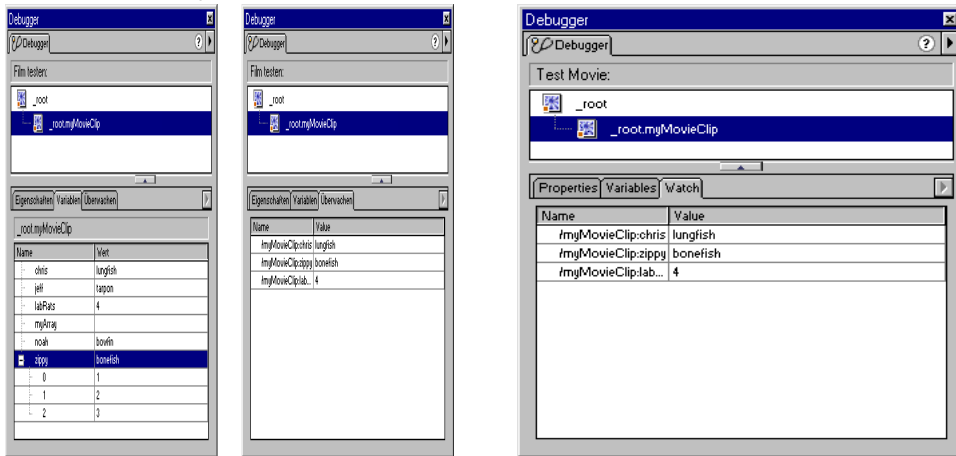 Debugger
Debugger
?
Film testen:
_root
_root.myMovieClip
Eigenschaften Variablen Überwachen
_root.myMovieClip
Name Wert
chris lungfish
jeff tarpon
labRats 4
myArray
noah bowfin
zippy bonefish
0 1
1 2
2 3
Debugger
Debugger
?
Film testen:
_root
_root.myMovieClip
Eigenschaften Variablen Überwachen
Name Value
/myMovieClip:chris lungfish
/myMovieClip:zippy bonefish
/myMovieClip:lab... 4
Debugger
Debugger
?
Test Movie:
_root
_root.myMovieClip
Properties Variables Watch
Name Value
/myMovieClip:chris lungfish
/myMovieClip:zippy bonefish
/myMovieClip:lab... 4